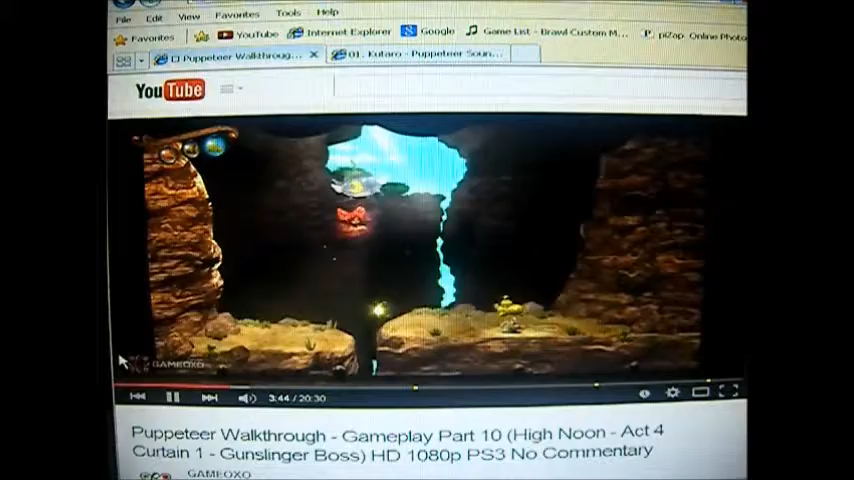 File Edit View Favorites Tools Help
Favorites YouTube Internet Explorer Google Game List - Brawl Custom M... piZap Online Photo
Puppeteer Walkthroug... 01. Kutaro - Puppeteer Soun...
YouTube
GAMEOXO
3:44 / 20:30
Puppeteer Walkthrough - Gameplay Part 10 (High Noon - Act 4
Curtain 1 - Gunslinger Boss) HD 1080p PS3 No Commentary
GAMEOXO